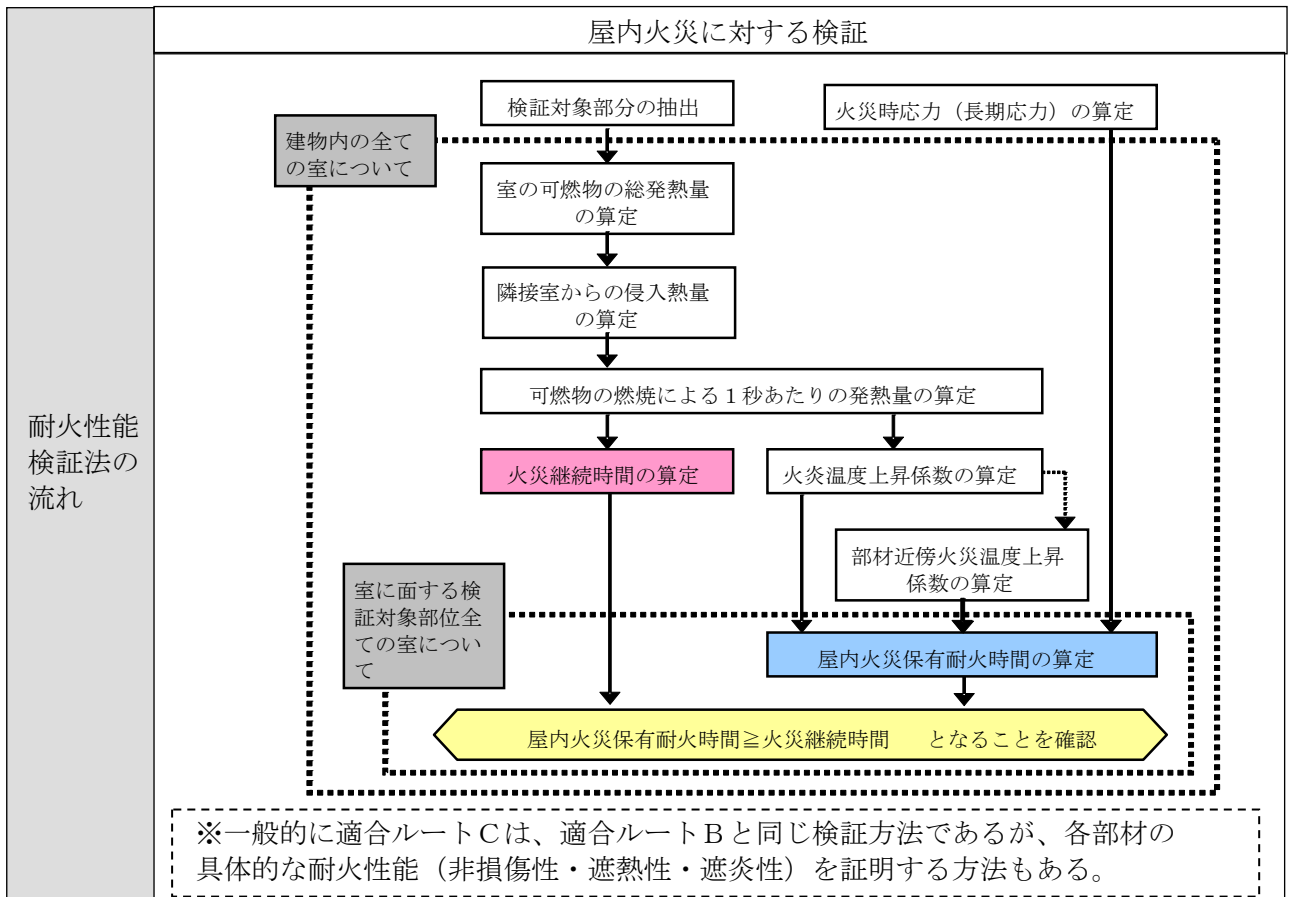 屋内火災に対する検証
耐火性能
検証法の
流れ
検証対象部分の抽出
火災時応力(長期応力)の算定
建物内の全て
の室について
室の可燃物の総発熱量
の算定
隣接室からの侵入熱量
の算定
可燃物の燃焼による1秒あたりの発熱量の算定
火災継続時間の算定
火炎温度上昇係数の算定
部材近傍火災温度上昇
係数の算定
室に面する検
証対象部位全
ての室につい
て
屋内火災保有耐火時間の算定
屋内火災保有耐火時間≧火災継続時間 となることを確認
※一般的に適合ルートCは、適合ルートBと同じ検証方法であるが、各部材の
具体的な耐火性能(非損傷性・遮熱性・遮炎性)を証明する方法もある。